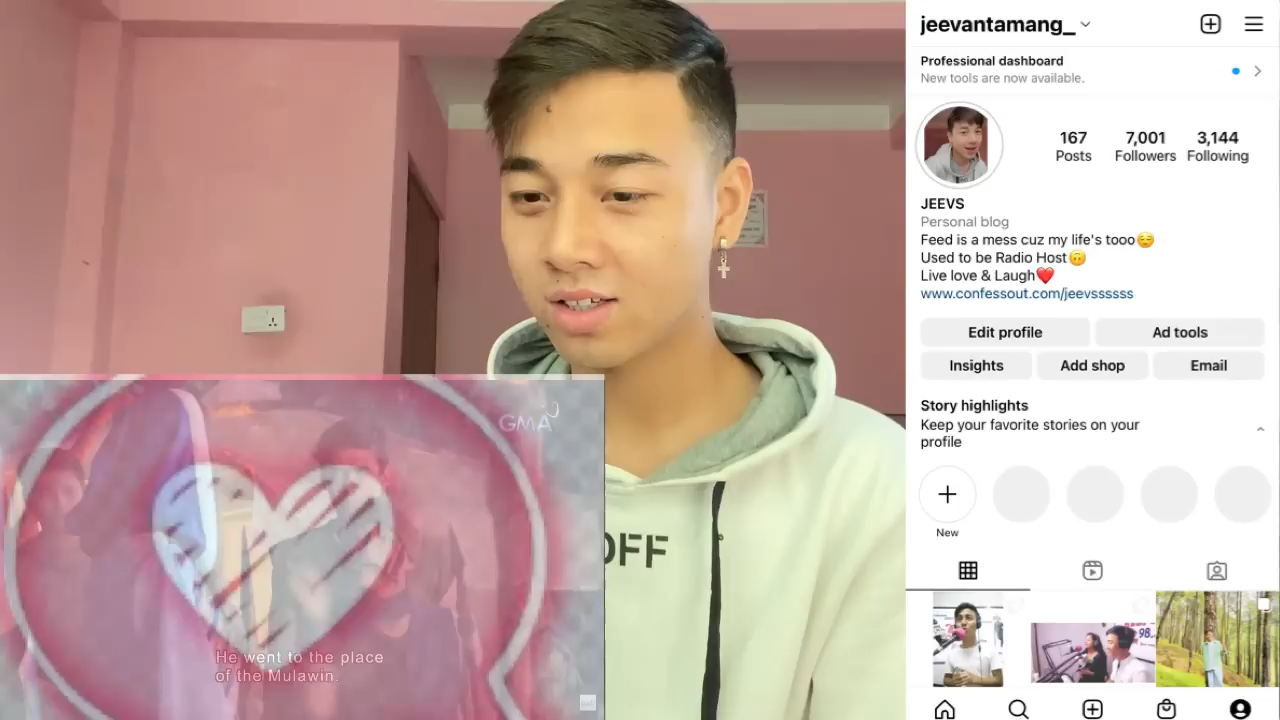 GMA
He went to the place
of the Mulawin.
OFF
jeevantamang_
Professional dashboard
New tools are now available.
167
Posts
7,001
Followers
3,144
Following
JEEVS
Personal blog
Feed is a mess cuz my life's tooo😌
Used to be Radio Host🙃
Live love & Laugh❤️
www.confessout.com/jeevssssss
Edit profile
Ad tools
Insights
Add shop
Email
Story highlights
Keep your favorite stories on your
profile
New
98.